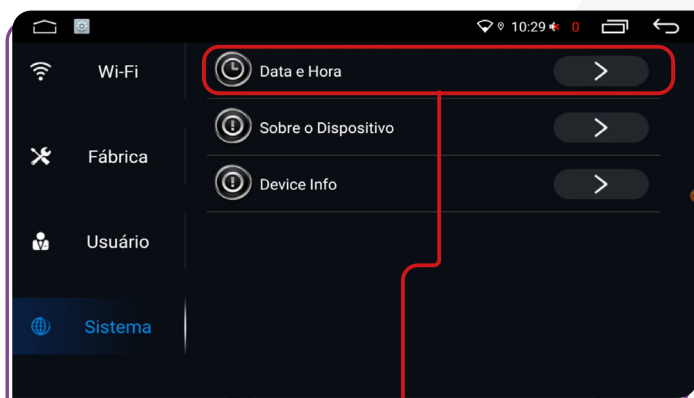 10:29 0
Wi-Fi
Data e Hora
Sobre o Dispositivo
Fábrica
Device Info
Usuário
Sistema